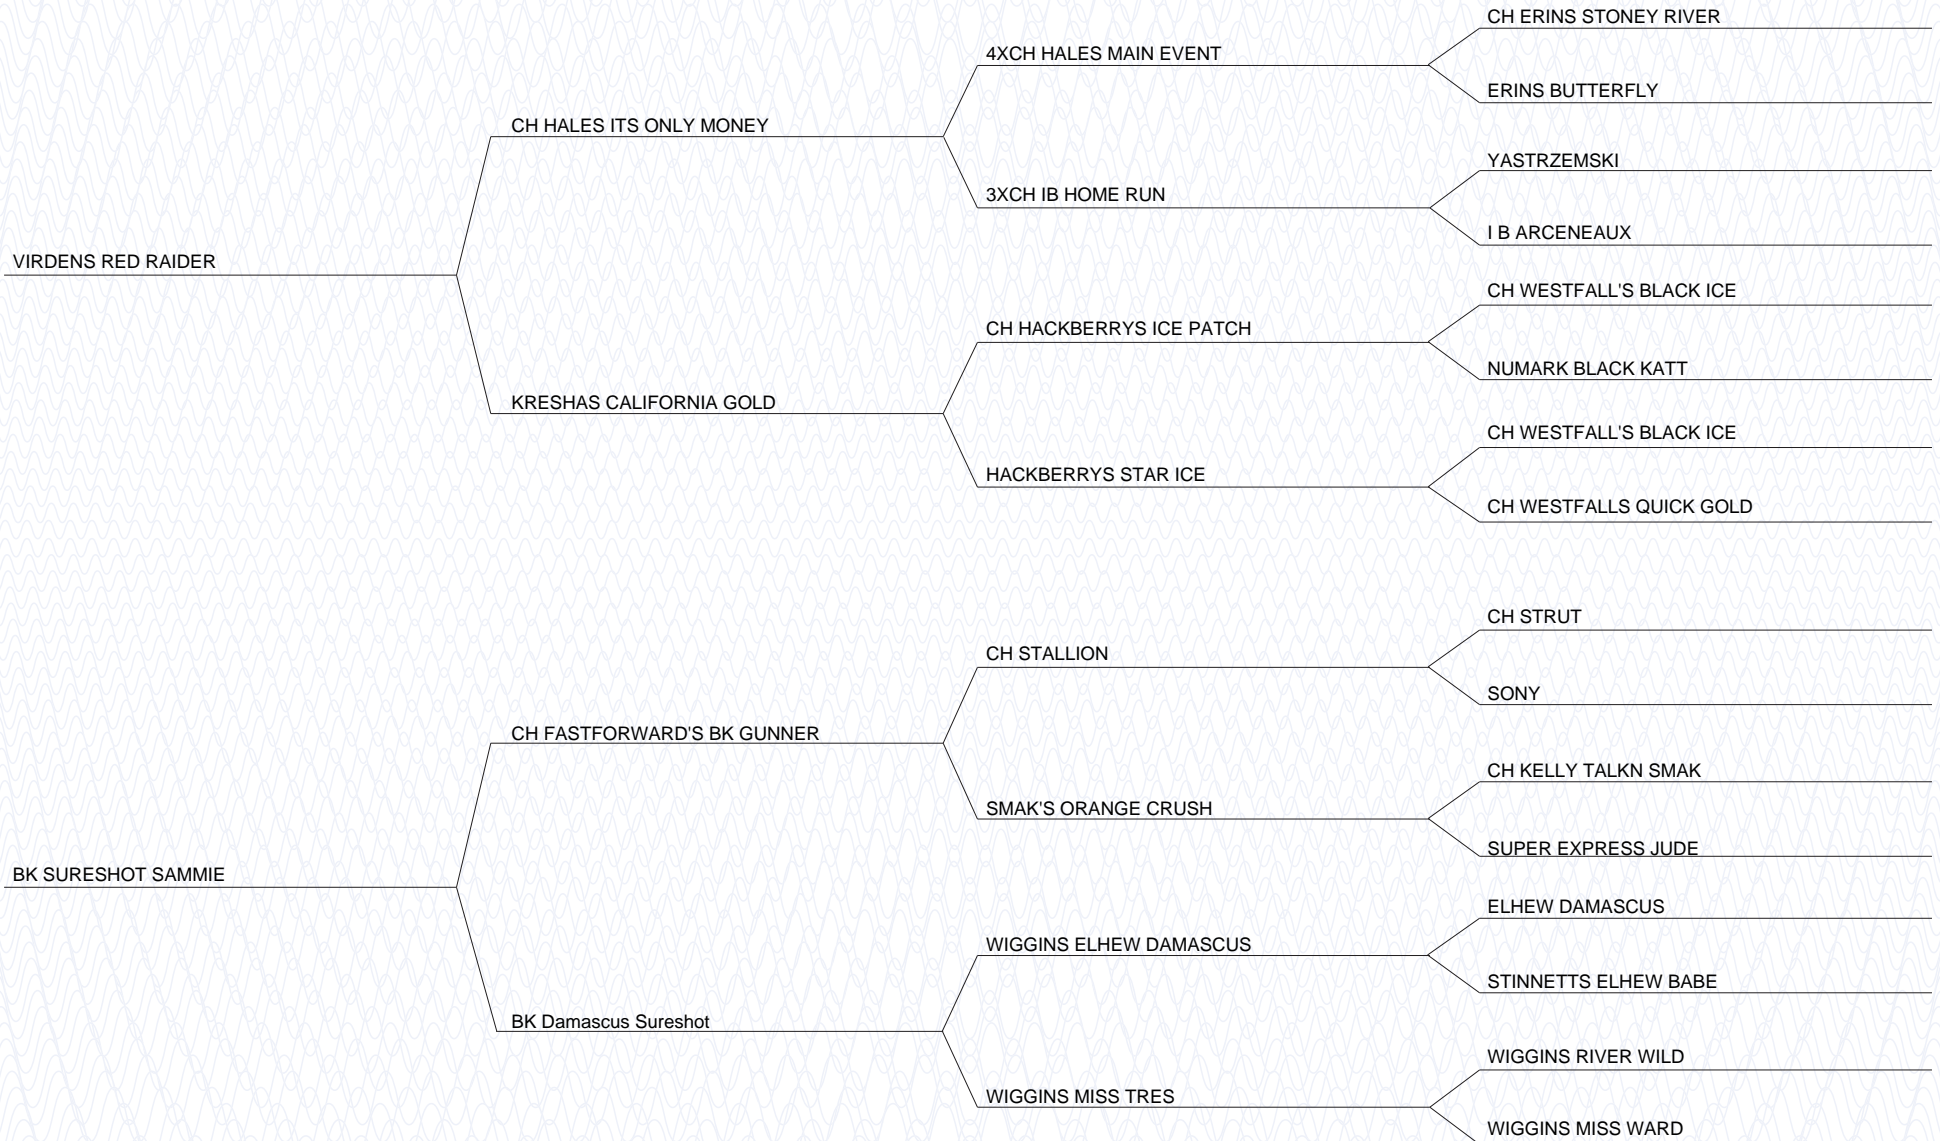 CH ERINS STONEY RIVER
4XCH HALES MAIN EVENT
ERINS BUTTERFLY
CH HALES ITS ONLY MONEY
YASTRZEMSKI
3XCH IB HOME RUN
I B ARCENEAUX
VIRDENS RED RAIDER
CH WESTFALL'S BLACK ICE
CH HACKBERRYS ICE PATCH
NUMARK BLACK KATT
KRESHAS CALIFORNIA GOLD
CH WESTFALL'S BLACK ICE
HACKBERRYS STAR ICE
CH WESTFALLS QUICK GOLD
CH STRUT
CH STALLION
SONY
CH FASTFORWARD'S BK GUNNER
CH KELLY TALKN SMAK
SMAK'S ORANGE CRUSH
SUPER EXPRESS JUDE
BK SURESHOT SAMMIE
ELHEW DAMASCUS
WIGGINS ELHEW DAMASCUS
STINNETTS ELHEW BABE
BK Damascus Sureshot
WIGGINS RIVER WILD
WIGGINS MISS TRES
WIGGINS MISS WARD